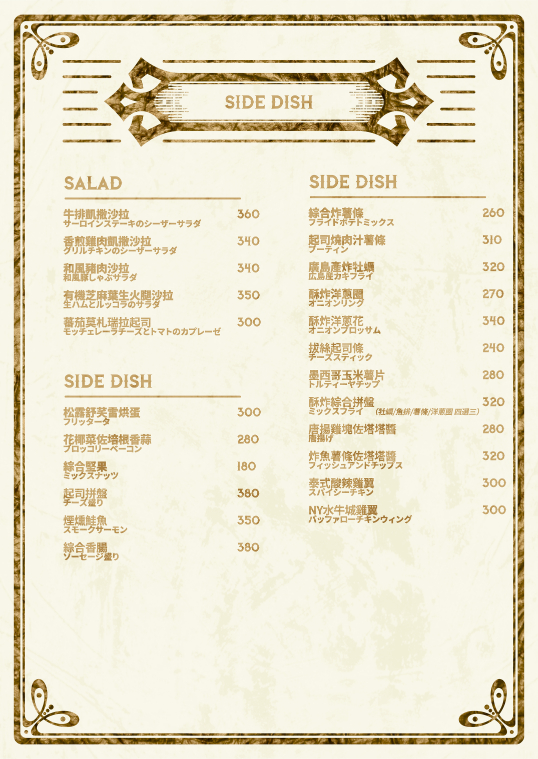 SIDE DISH
SALAD
牛排凱撒沙拉 360
サーロインステーキのシーザーサラダ
香煎雞肉凱撒沙拉 340
グリルチキンのシーザーサラダ
和風豬肉沙拉 340
和風豚しゃぶサラダ
有機芝麻葉生火腿沙拉 350
生ハムとルッコラのサラダ
蕃茄莫札瑞拉起司 300
モッチェレーラチーズとトマトのカプレーゼ
SIDE DISH
松露舒芙蕾烘蛋 300
フリッタータ
花椰菜佐培根香蒜 280
ブロッコリーベーコン
綜合堅果 180
ミックスナッツ
起司拼盤 380
チーズ盛り
煙燻鮭魚 350
スモークサーモン
綜合香腸 380
ソーセージ盛り
SIDE DISH
綜合炸薯條 260
フライドポテトミックス
起司燒肉汁薯條 310
プーティン
廣島產炸牡蠣 320
広島産カキフライ
酥炸洋蔥圈 270
オニオンリング
酥炸洋蔥花 340
オニオンブロッサム
拔絲起司條 240
チーズスティック
墨西哥玉米薯片 280
トルティーヤチップ
酥炸綜合拼盤 320
ミックスフライ (牡蠣/魚排/薯條/洋蔥圈 四選三)
唐揚雞塊佐塔塔醬 280
唐揚げ
炸魚薯條佐塔塔醬 320
フィッシュアンドチップス
泰式酸辣雞翼 300
スパイシーチキン
NY水牛城雞翼 300
バッファローチキンウィング